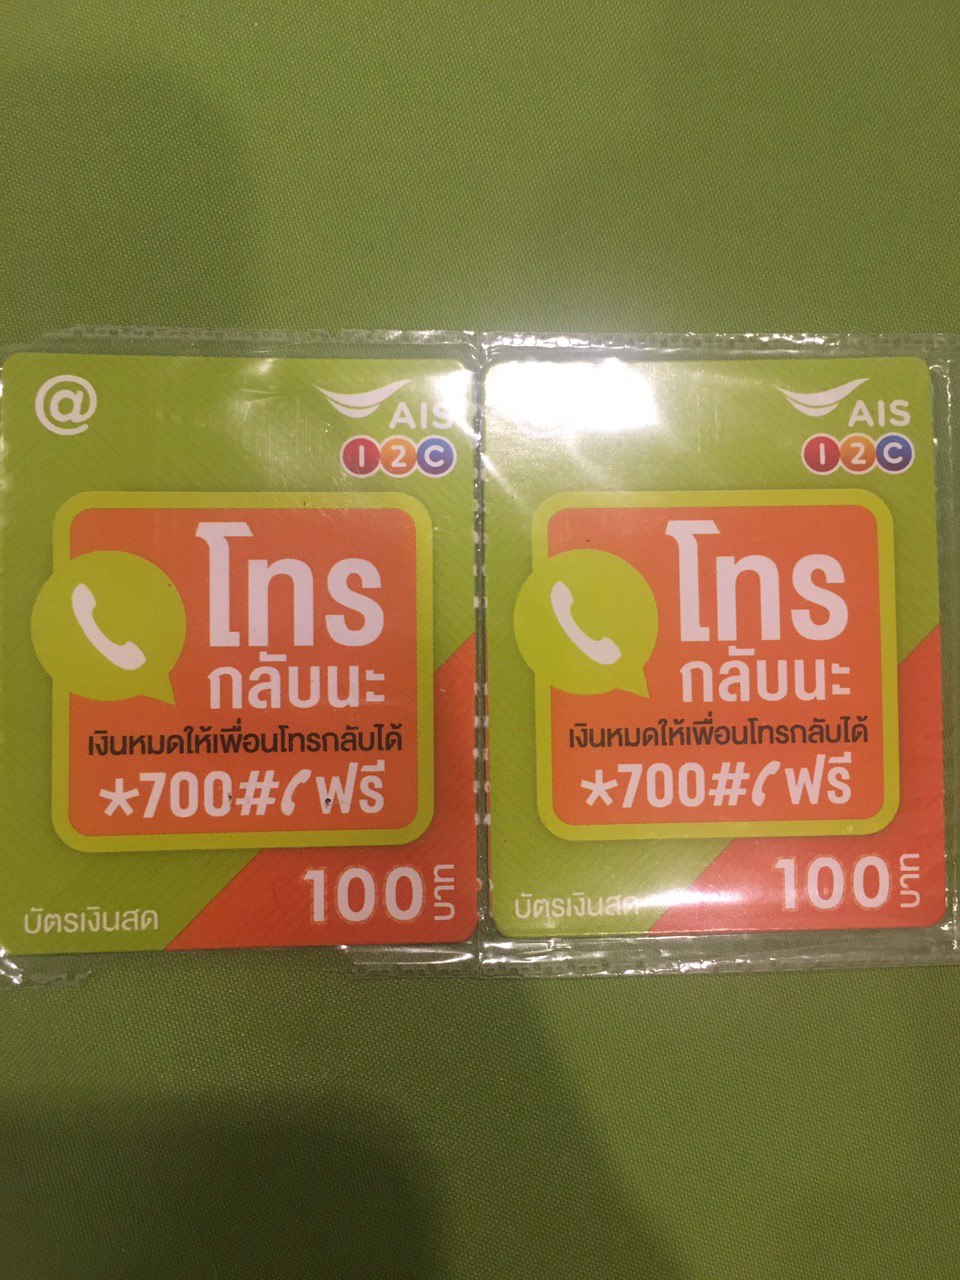 @
AIS
12C
โทร
กลับนะ
เงินหมดให้เพื่อนโทรกลับได้
*700# ฟรี
100 บาท
บัตรเงินสด
@
AIS
12C
โทร
กลับนะ
เงินหมดให้เพื่อนโทรกลับได้
*700# ฟรี
100 บาท
บัตรเงินสด